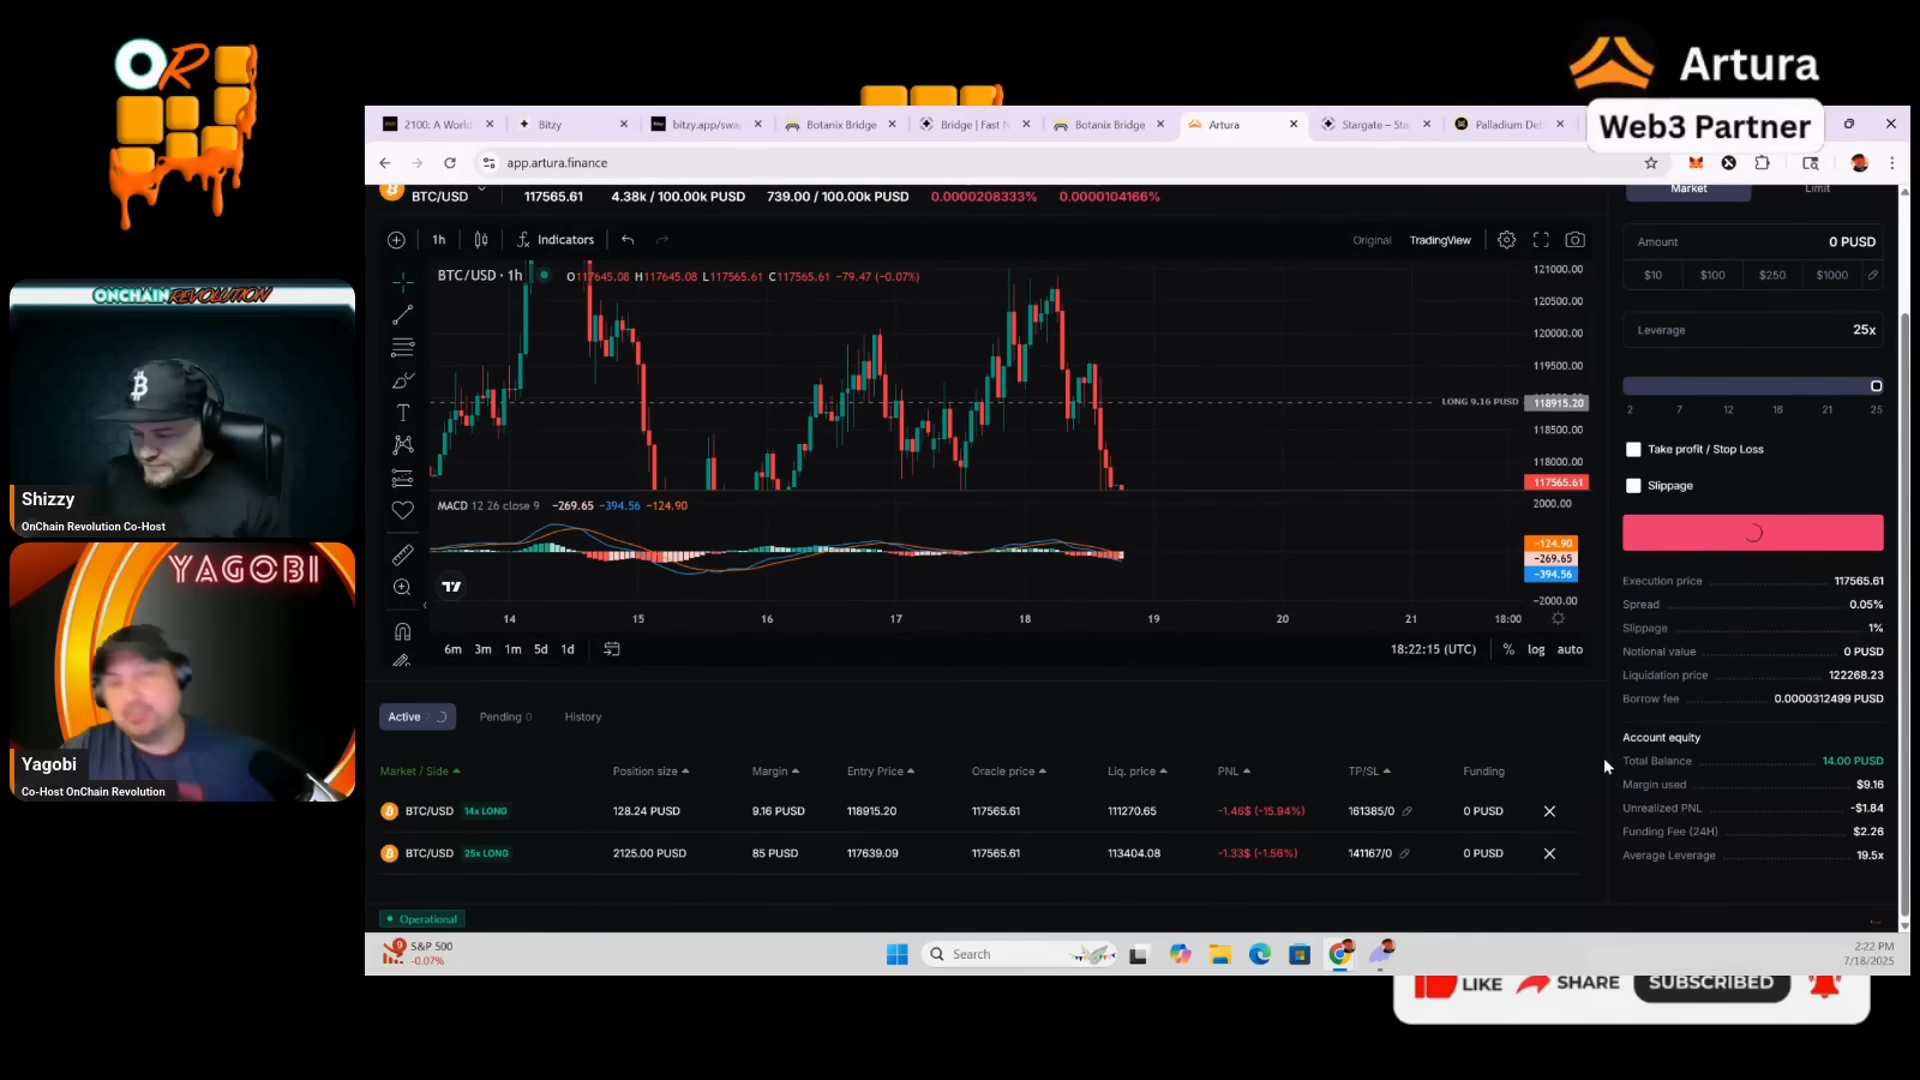 OR
Artura
Web3 Partner
2100: A World
Bitzy
bitzy.app/swa
Botanix Bridge
Bridge | Fast N
Botanix Bridge
Artura
Stargate – Sta
Palladium Det
app.artura.finance
BTC/USD
117565.61
4.38k / 100.00k PUSD
739.00 / 100.00k PUSD
0.0000208333%
0.0000104166%
Market
Limit
1h
Indicators
Original
TradingView
Amount
0 PUSD
$10
$100
$250
$1000
BTC/USD · 1h
O117645.08 H117645.08 L117565.61 C117565.61 −79.47 (−0.07%)
121000.00
120500.00
120000.00
119500.00
LONG 9.16 PUSD
118915.20
118500.00
118000.00
117565.61
Leverage
25x
2
7
12
16
21
25
Take profit / Stop Loss
Slippage
MACD 12 26 close 9 −269.65 −394.56 −124.90
2000.00
−124.90
−269.65
−394.56
−2000.00
14
15
16
17
18
19
20
21
18:00
6m
3m
1m
5d
1d
18:22:15 (UTC)
%
log
auto
Execution price
117565.61
Spread
0.05%
Slippage
1%
Notional value
0 PUSD
Liquidation price
122268.23
Borrow fee
0.0000312499 PUSD
Account equity
Total Balance
14.00 PUSD
Margin used
$9.16
Unrealized PNL
-$1.84
Funding Fee (24H)
$2.26
Average Leverage
19.5x
Active 2
Pending 0
History
Market / Side
Position size
Margin
Entry Price
Oracle price
Liq. price
PNL
TP/SL
Funding
BTC/USD 14x LONG
128.24 PUSD
9.16 PUSD
118915.20
117565.61
111270.65
-1.46$ (-15.94%)
161385/0
0 PUSD
BTC/USD 25x LONG
2125.00 PUSD
85 PUSD
117639.09
117565.61
113404.08
-1.33$ (-1.56%)
141167/0
0 PUSD
Operational
9
S&P 500
-0.07%
Search
2:22 PM
7/18/2025
ONCHAIN REVOLUTION
Shizzy
OnChain Revolution Co-Host
YAGOBI
Yagobi
Co-Host OnChain Revolution
LIKE
SHARE
SUBSCRIBED